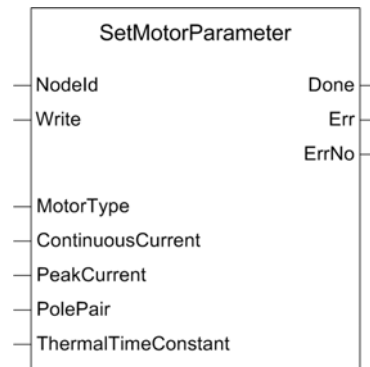 SetMotorParameter
NodeId Done
Write Err
ErrNo
MotorType
ContinuousCurrent
PeakCurrent
PolePair
ThermalTimeConstant